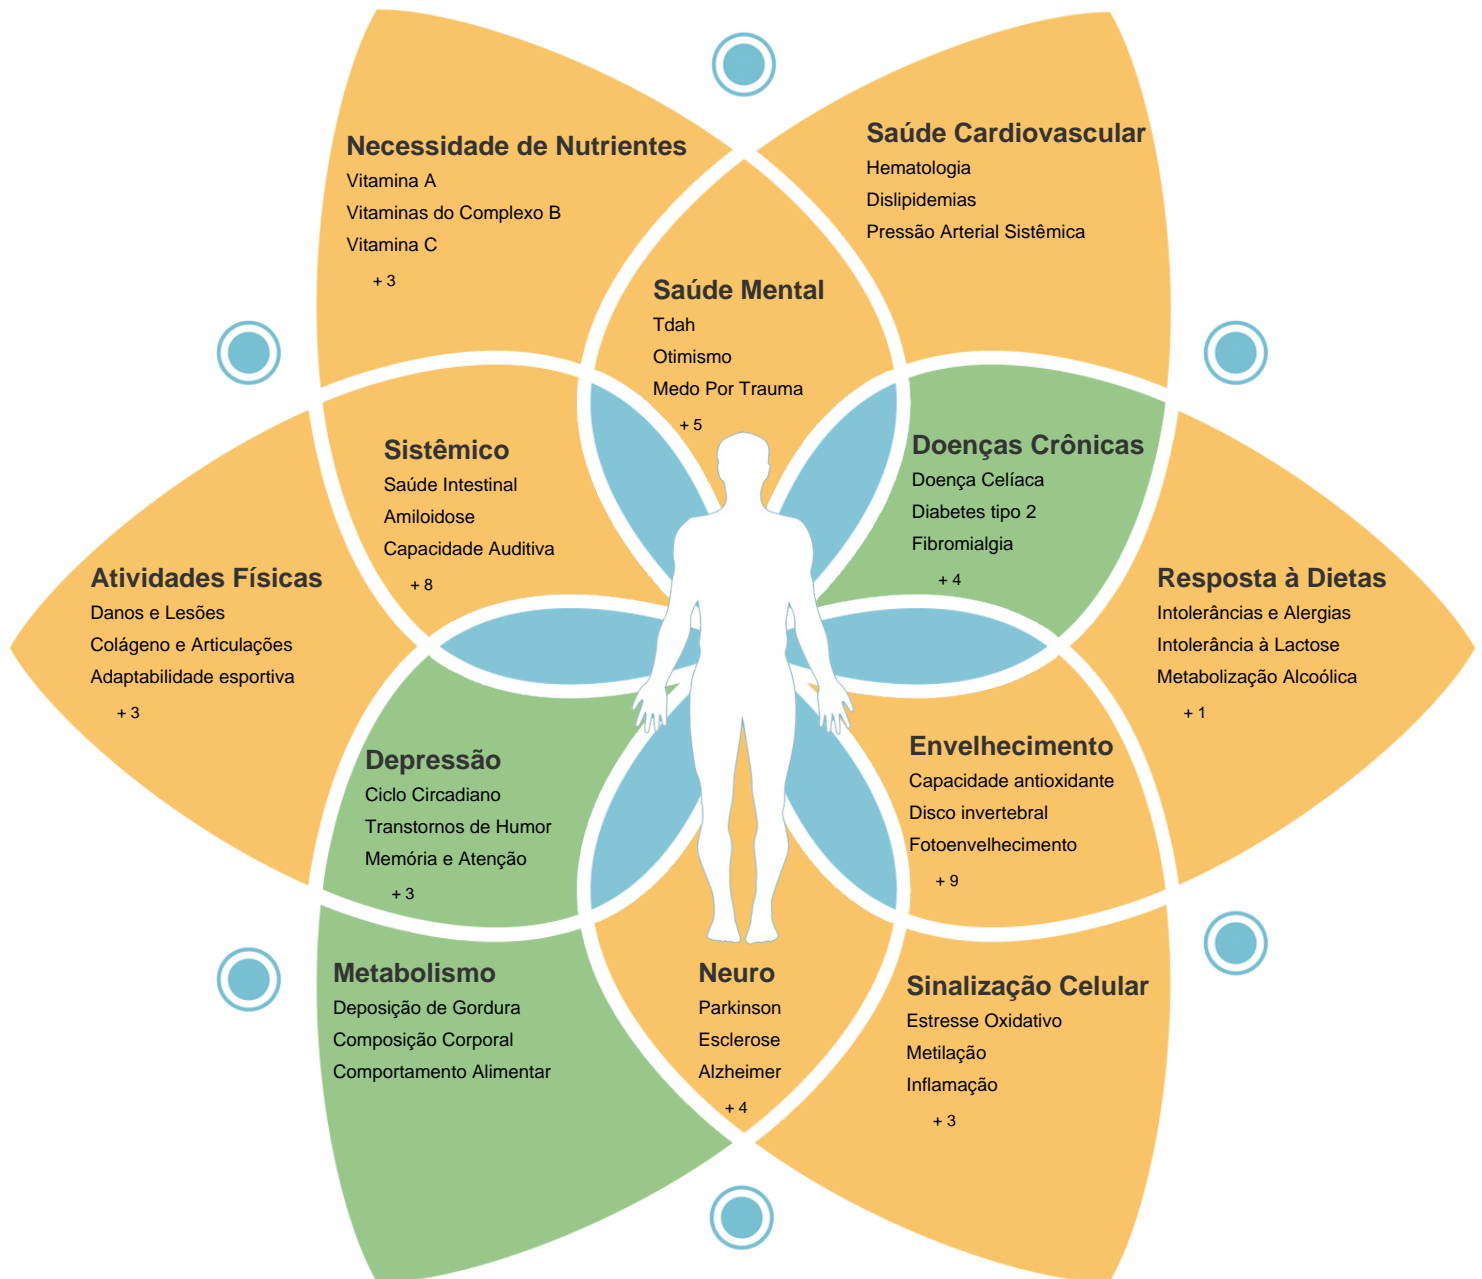 Necessidade de Nutrientes
Vitamina A
Vitaminas do Complexo B
Vitamina C
+ 3
Saúde Cardiovascular
Hematologia
Dislipidemias
Pressão Arterial Sistêmica
Saúde Mental
Tdah
Otimismo
Medo Por Trauma
+ 5
Sistêmico
Saúde Intestinal
Amiloidose
Capacidade Auditiva
+ 8
Doenças Crônicas
Doença Celíaca
Diabetes tipo 2
Fibromialgia
+ 4
Atividades Físicas
Danos e Lesões
Colágeno e Articulações
Adaptabilidade esportiva
+ 3
Resposta à Dietas
Intolerâncias e Alergias
Intolerância à Lactose
Metabolização Alcoólica
+ 1
Depressão
Ciclo Circadiano
Transtornos de Humor
Memória e Atenção
+ 3
Envelhecimento
Capacidade antioxidante
Disco invertebral
Fotoenvelhecimento
+ 9
Metabolismo
Deposição de Gordura
Composição Corporal
Comportamento Alimentar
Neuro
Parkinson
Esclerose
Alzheimer
+ 4
Sinalização Celular
Estresse Oxidativo
Metilação
Inflamação
+ 3